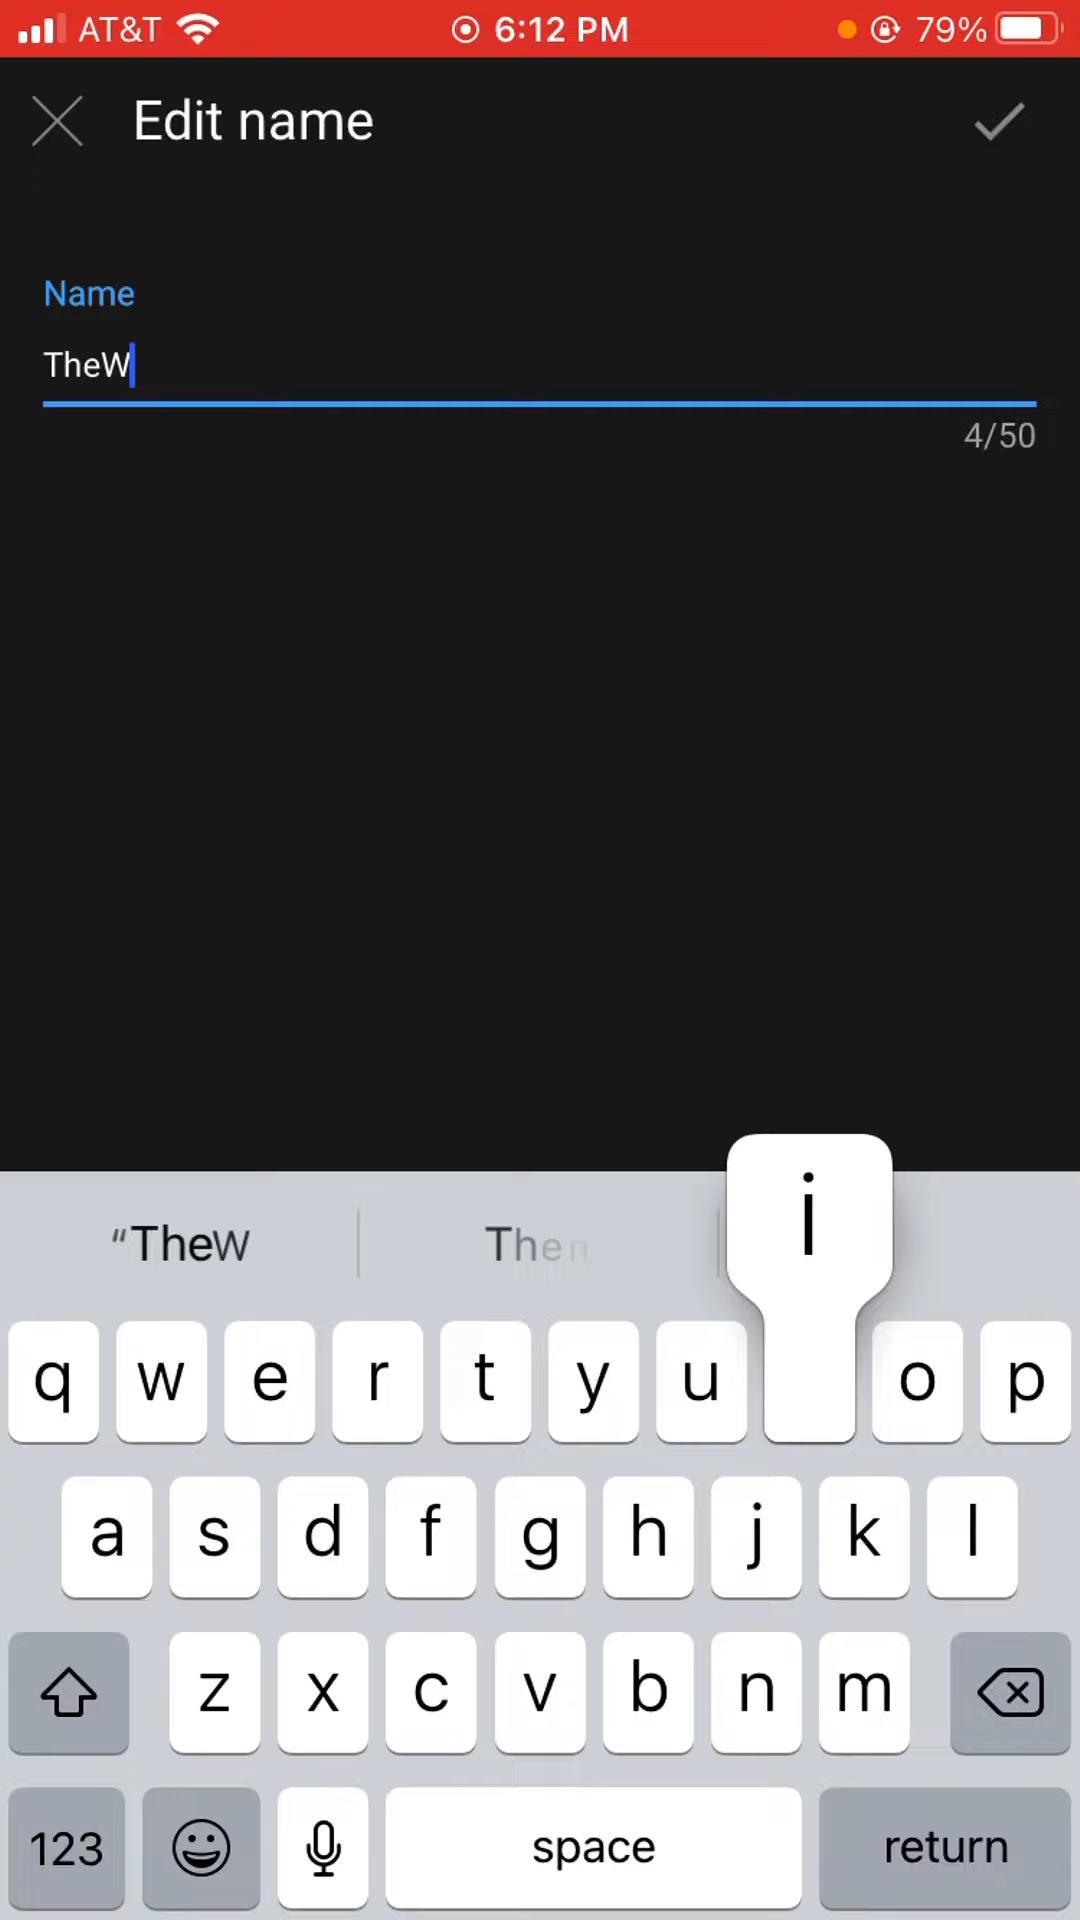 AT&T 6:12 PM 79%
Edit name
Name
TheW
4/50
“TheW Then
i
q w e r t y u o p
a s d f g h j k l
z x c v b n m
123 space return